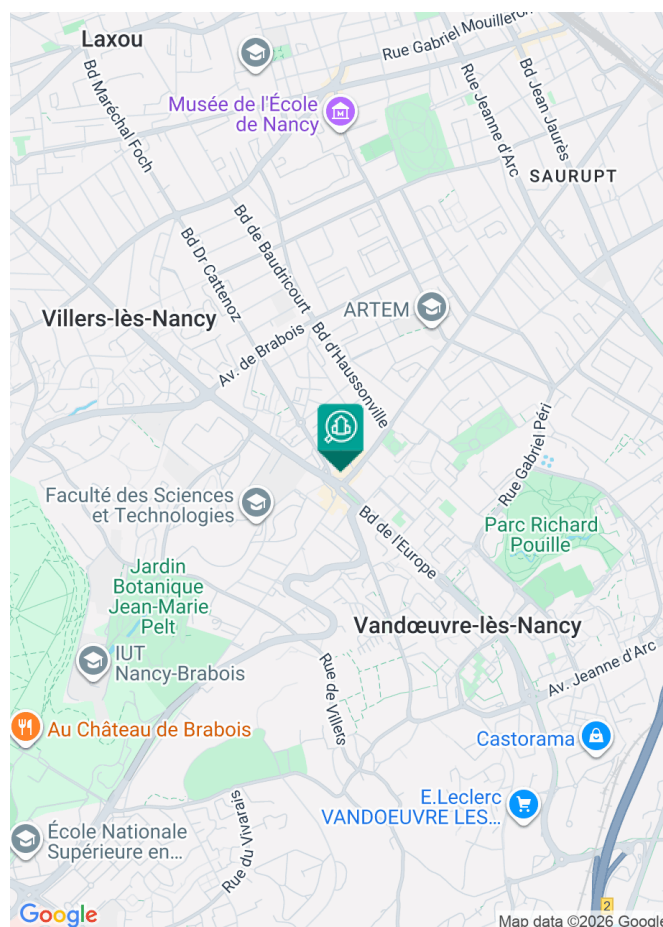 Laxou
Rue Gabriel Mouilleron
Bd Maréchal Foch
Musée de l'École
de Nancy
M
Rue Jeanne d'Arc
Bd Jean Jaurès
SAURUPT
Bd de Baudricourt
Bd Dr Cattenoz
Villers-lès-Nancy
ARTEM
Av. de Brabois
Bd d'Haussonville
Rue Gabriel Péri
Faculté des Sciences
et Technologies
Bd de l'Europe
Parc Richard
Pouille
Jardin
Botanique
Jean-Marie
Pelt
Vandœuvre-lès-Nancy
IUT
Nancy-Brabois
Rue de Villers
Av. Jeanne d'Arc
Au Château de Brabois
Castorama
E.Leclerc
VANDOEUVRE LES...
Rue du Vivarais
École Nationale
Supérieure en...
2
Google
Map data ©2026 Google